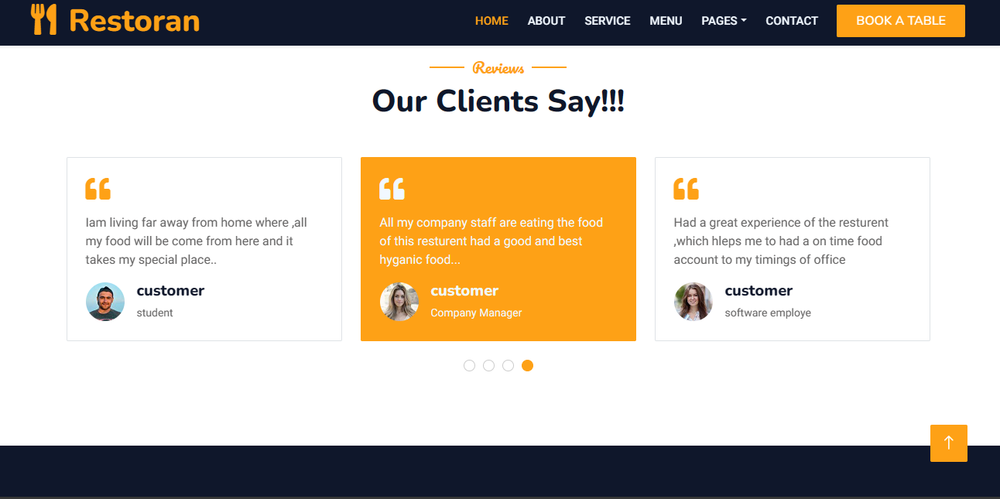 Restoran
HOME ABOUT SERVICE MENU PAGES CONTACT BOOK A TABLE
Reviews
Our Clients Say!!!
Iam living far away from home where ,all
my food will be come from here and it
takes my special place..
customer
student
All my company staff are eating the food
of this resturent had a good and best
hyganic food...
customer
Company Manager
Had a great experience of the resturent
,which hleps me to had a on time food
account to my timings of office
customer
software employe